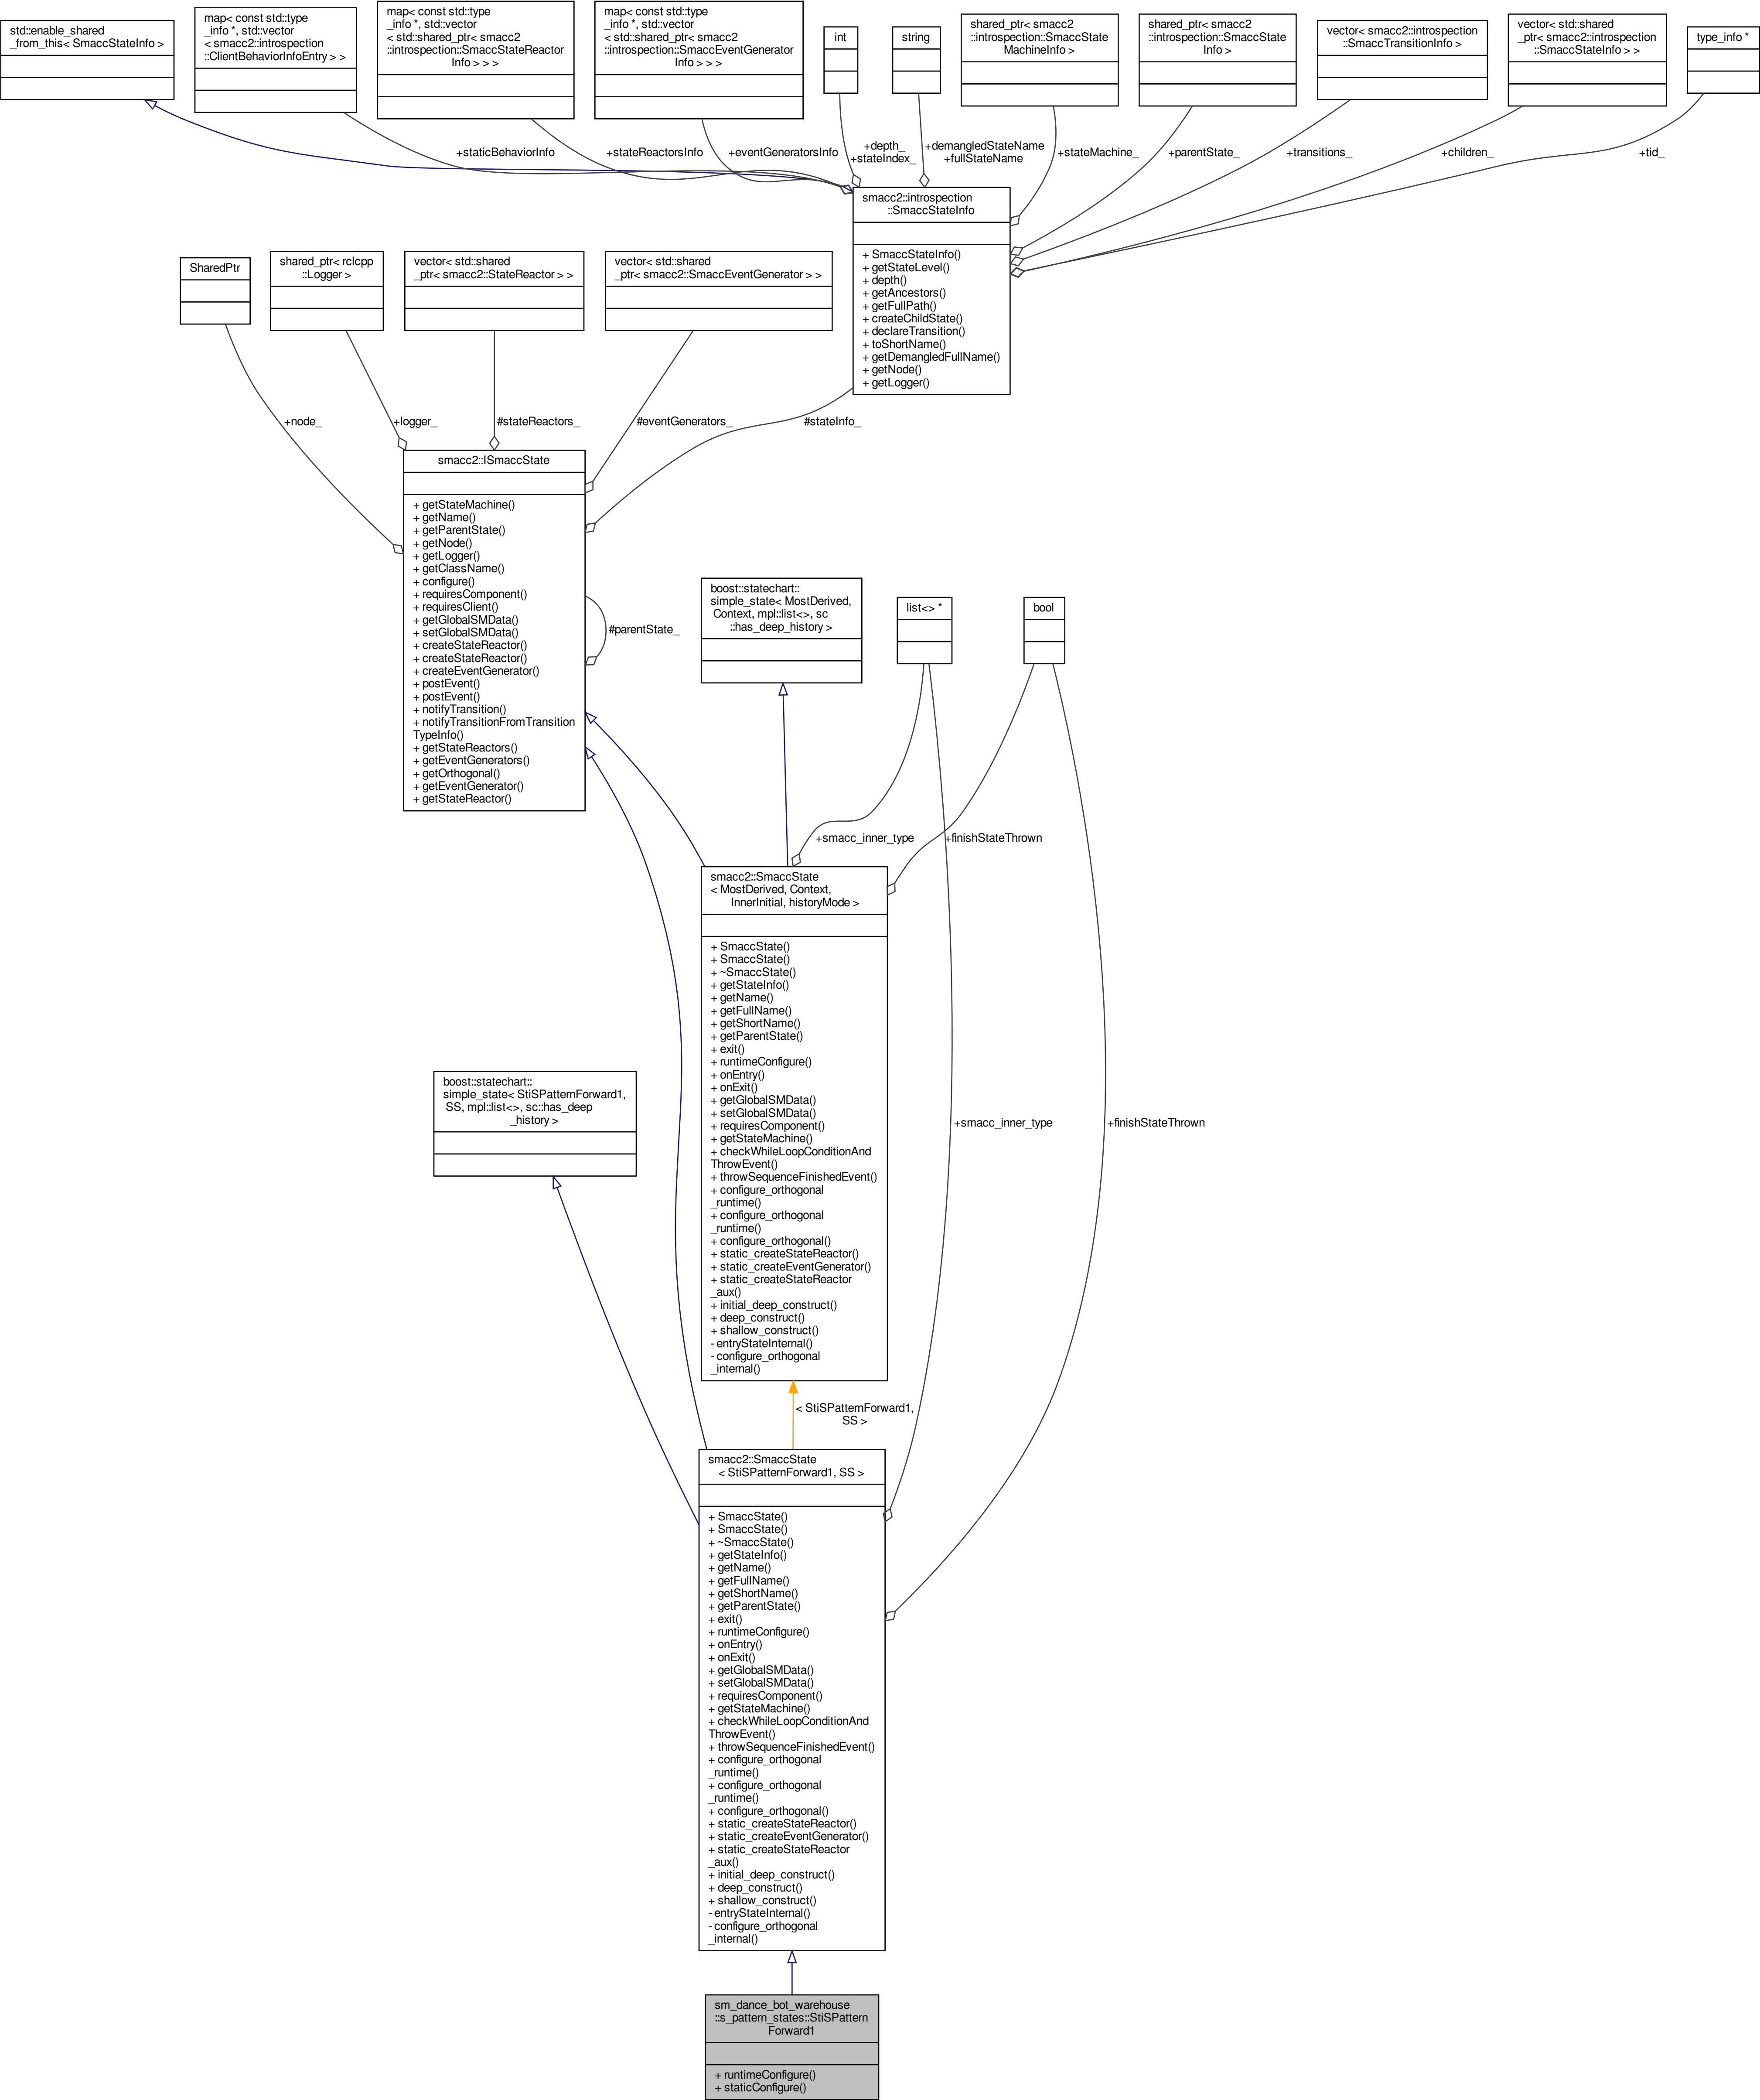 std::enable_shared
_from_this< SmaccStateInfo >
map< const std::type
_info *, std::vector
< smacc2::introspection
::ClientBehaviorInfoEntry > >
map< const std::type
_info *, std::vector
< std::shared_ptr< smacc2
::introspection::SmaccStateReactor
Info > > >
map< const std::type
_info *, std::vector
< std::shared_ptr< smacc2
::introspection::SmaccEventGenerator
Info > > >
int
string
shared_ptr< smacc2
::introspection::SmaccState
MachineInfo >
shared_ptr< smacc2
::introspection::SmaccState
Info >
vector< smacc2::introspection
::SmaccTransitionInfo >
vector< std::shared
_ptr< smacc2::introspection
::SmaccStateInfo > >
type_info *
+staticBehaviorInfo
+stateReactorsInfo
+eventGeneratorsInfo
+depth_
+stateIndex_
+demangledStateName
+fullStateName
+stateMachine_
+parentState_
+transitions_
+children_
+tid_
smacc2::introspection
::SmaccStateInfo
+ SmaccStateInfo()
+ getStateLevel()
+ depth()
+ getAncestors()
+ getFullPath()
+ createChildState()
+ declareTransition()
+ toShortName()
+ getDemangledFullName()
+ getNode()
+ getLogger()
SharedPtr
shared_ptr< rclcpp
::Logger >
vector< std::shared
_ptr< smacc2::StateReactor > >
vector< std::shared
_ptr< smacc2::SmaccEventGenerator > >
+node_
+logger_
#stateReactors_
#eventGenerators_
#stateInfo_
smacc2::ISmaccState
+ getStateMachine()
+ getName()
+ getParentState()
+ getNode()
+ getLogger()
+ getClassName()
+ configure()
+ requiresComponent()
+ requiresClient()
+ getGlobalSMData()
+ setGlobalSMData()
+ createStateReactor()
+ createStateReactor()
+ createEventGenerator()
+ postEvent()
+ postEvent()
+ notifyTransition()
+ notifyTransitionFromTransition
TypeInfo()
+ getStateReactors()
+ getEventGenerators()
+ getOrthogonal()
+ getEventGenerator()
+ getStateReactor()
#parentState_
boost::statechart::
simple_state< MostDerived,
Context, mpl::list<>, sc
::has_deep_history >
list<> *
bool
+smacc_inner_type
+finishStateThrown
smacc2::SmaccState
< MostDerived, Context,
InnerInitial, historyMode >
+ SmaccState()
+ SmaccState()
+ ~SmaccState()
+ getStateInfo()
+ getName()
+ getFullName()
+ getShortName()
+ getParentState()
+ exit()
+ runtimeConfigure()
+ onEntry()
+ onExit()
+ getGlobalSMData()
+ setGlobalSMData()
+ requiresComponent()
+ getStateMachine()
+ checkWhileLoopConditionAnd
ThrowEvent()
+ throwSequenceFinishedEvent()
+ configure_orthogonal
_runtime()
+ configure_orthogonal
_runtime()
+ configure_orthogonal()
+ static_createStateReactor()
+ static_createEventGenerator()
+ static_createStateReactor
_aux()
+ initial_deep_construct()
+ deep_construct()
+ shallow_construct()
- entryStateInternal()
- configure_orthogonal
_internal()
boost::statechart::
simple_state< StiSPatternForward1,
SS, mpl::list<>, sc::has_deep
_history >
+smacc_inner_type
+finishStateThrown
< StiSPatternForward1,
SS >
smacc2::SmaccState
< StiSPatternForward1, SS >
+ SmaccState()
+ SmaccState()
+ ~SmaccState()
+ getStateInfo()
+ getName()
+ getFullName()
+ getShortName()
+ getParentState()
+ exit()
+ runtimeConfigure()
+ onEntry()
+ onExit()
+ getGlobalSMData()
+ setGlobalSMData()
+ requiresComponent()
+ getStateMachine()
+ checkWhileLoopConditionAnd
ThrowEvent()
+ throwSequenceFinishedEvent()
+ configure_orthogonal
_runtime()
+ configure_orthogonal
_runtime()
+ configure_orthogonal()
+ static_createStateReactor()
+ static_createEventGenerator()
+ static_createStateReactor
_aux()
+ initial_deep_construct()
+ deep_construct()
+ shallow_construct()
- entryStateInternal()
- configure_orthogonal
_internal()
sm_dance_bot_warehouse
::s_pattern_states::StiSPattern
Forward1
+ runtimeConfigure()
+ staticConfigure()